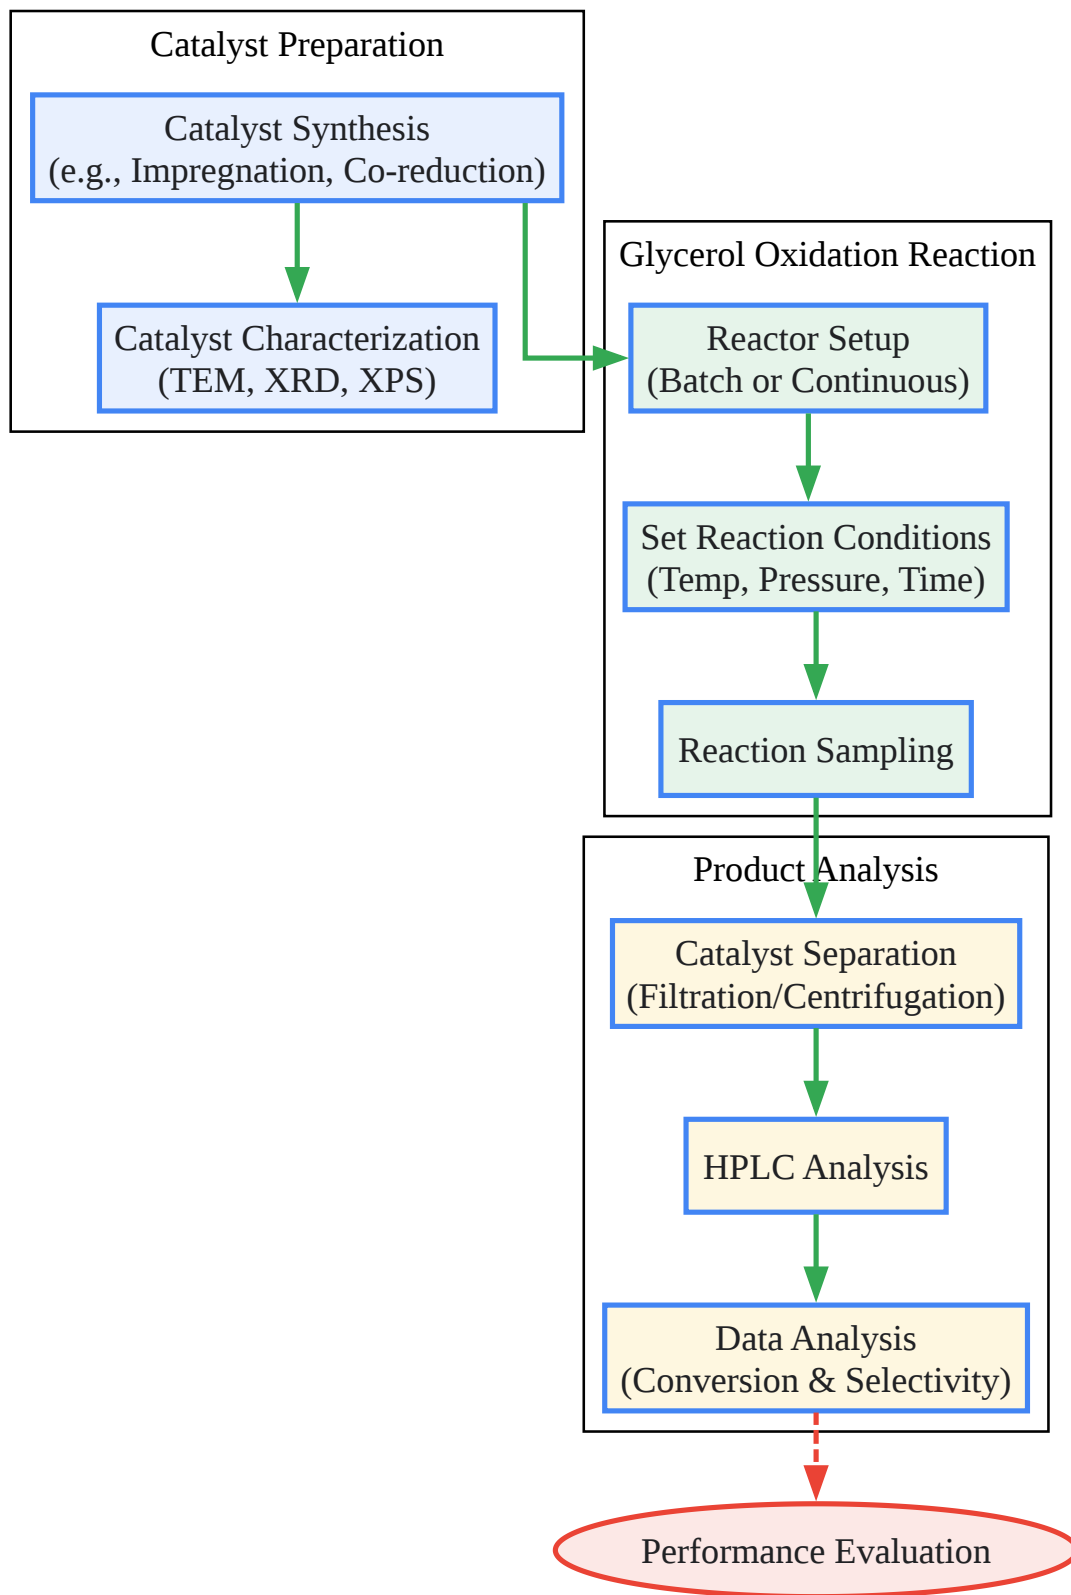 Catalyst Preparation
Catalyst Synthesis
(e.g., Impregnation, Co-reduction)
Catalyst Characterization
(TEM, XRD, XPS)
Glycerol Oxidation Reaction
Reactor Setup
(Batch or Continuous)
Set Reaction Conditions
(Temp, Pressure, Time)
Reaction Sampling
Product Analysis
Catalyst Separation
(Filtration/Centrifugation)
HPLC Analysis
Data Analysis
(Conversion & Selectivity)
Performance Evaluation